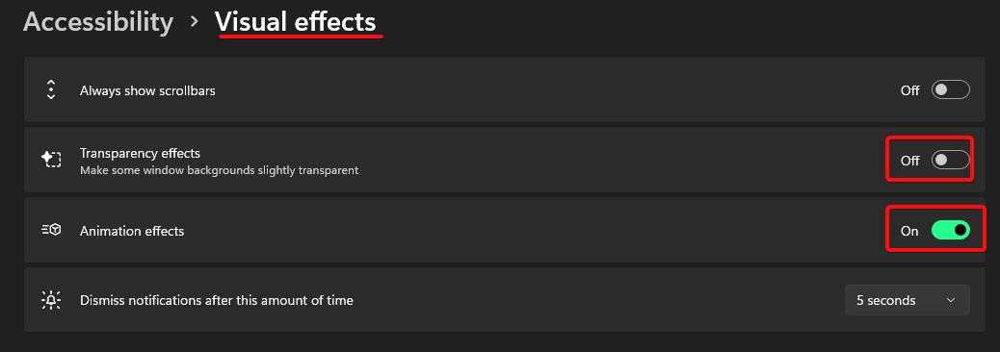 Accessibility > Visual effects
Always show scrollbars Off
Transparency effects
Make some window backgrounds slightly transparent
Off
Animation effects On
Dismiss notifications after this amount of time 5 seconds